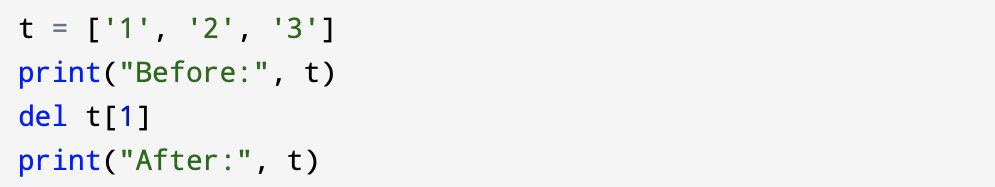 t = ['1', '2', '3']
print("Before:", t)
del t[1]
print("After:", t)